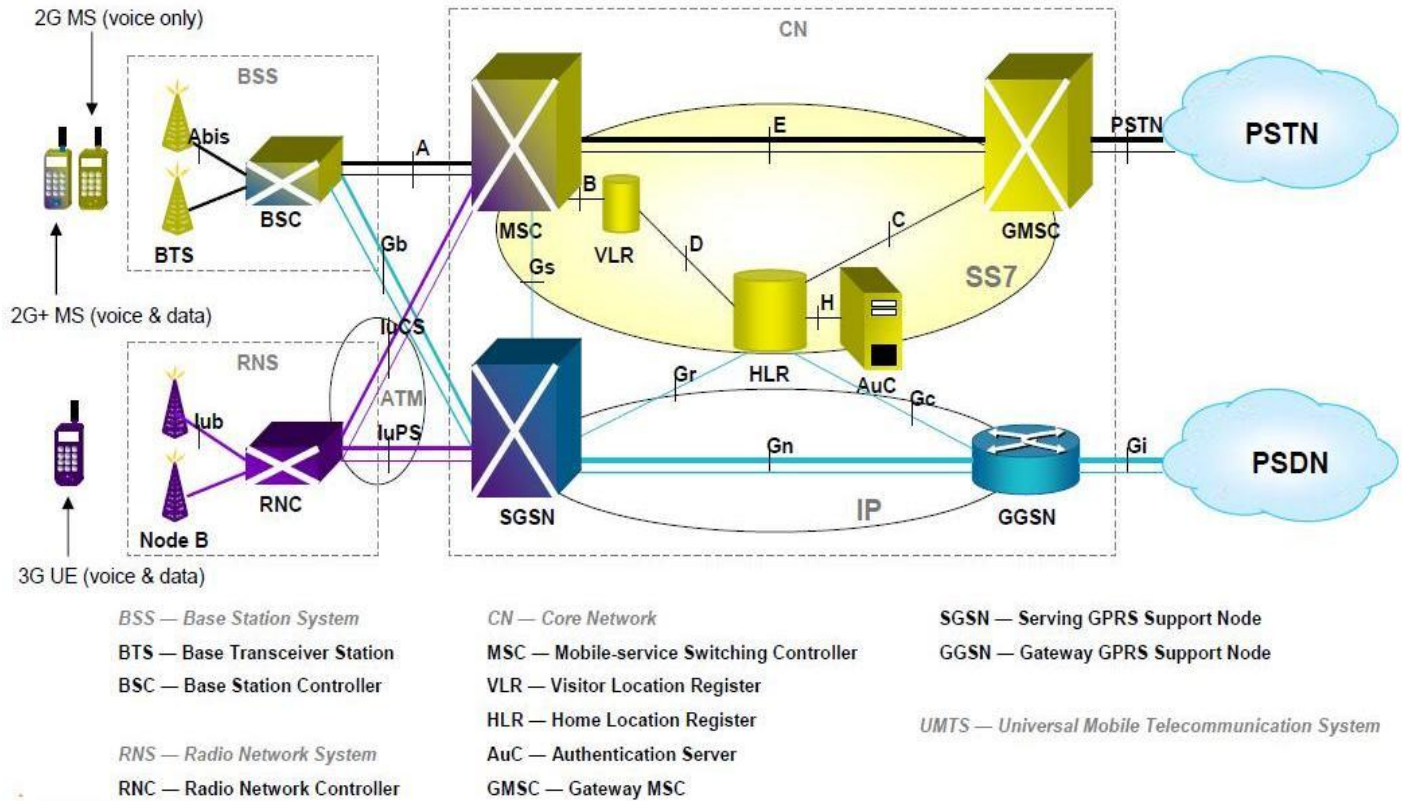 2G MS (voice only)
CN
BSS
Abis
A
E
PSTN
PSTN
B
BSC
BTS
MSC
VLR
D
C
GMSC
Gb
Gs
SS7
H
2G+ MS (voice & data)
IuCS
RNS
HLR
AuC
Gr
Gc
ATM
Iub
IuPS
Gn
Gi
PSDN
RNC
SGSN
IP
GGSN
Node B
3G UE (voice & data)
BSS — Base Station System
BTS — Base Transceiver Station
BSC — Base Station Controller
RNS — Radio Network System
RNC — Radio Network Controller
CN — Core Network
MSC — Mobile-service Switching Controller
VLR — Visitor Location Register
HLR — Home Location Register
AuC — Authentication Server
GMSC — Gateway MSC
SGSN — Serving GPRS Support Node
GGSN — Gateway GPRS Support Node
UMTS — Universal Mobile Telecommunication System